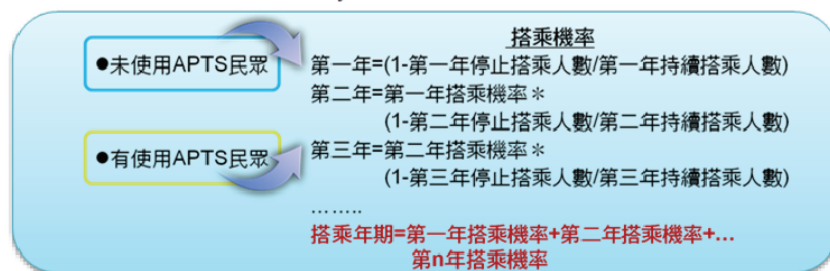 搭乘機率
●未使用APTS民眾
第一年=(1-第一年停止搭乘人數/第一年持續搭乘人數)
第二年=第一年搭乘機率＊
(1-第二年停止搭乘人數/第二年持續搭乘人數)
●有使用APTS民眾
第三年=第二年搭乘機率＊
(1-第三年停止搭乘人數/第三年持續搭乘人數)
……..
搭乘年期=第一年搭乘機率+第二年搭乘機率+…
第n年搭乘機率